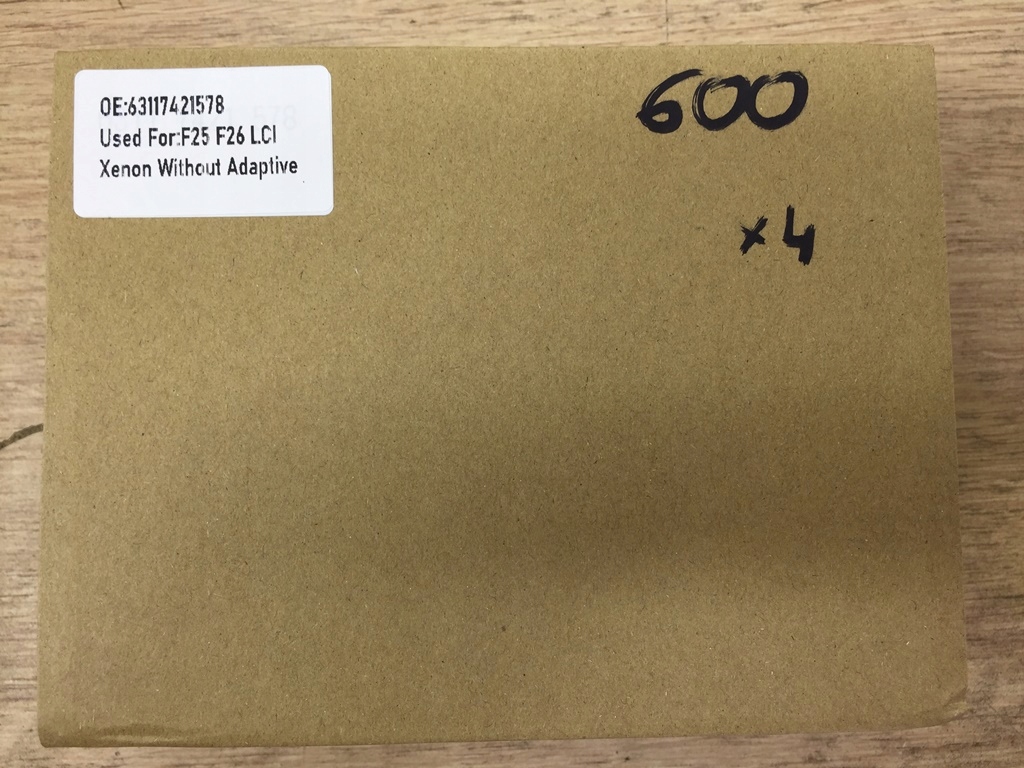 OE:63117421578
Used For:F25 F26 LCI
Xenon Without Adaptive
600
x4